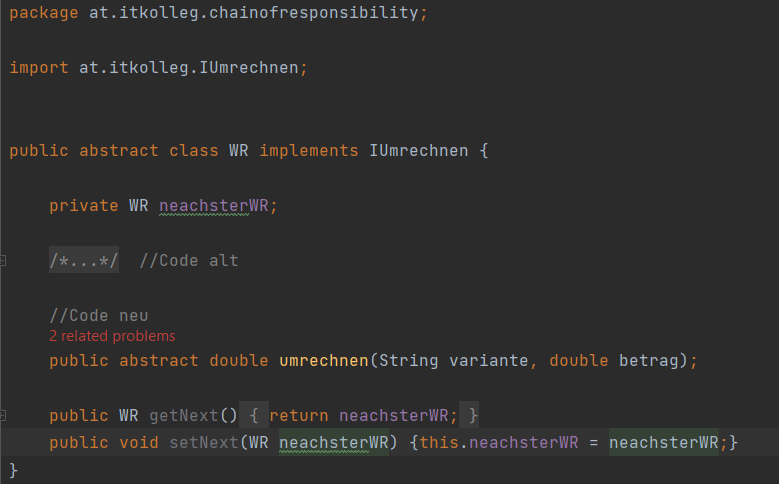 package at.itkolleg.chainofresponsibility;
import at.itkolleg.IUmrechnen;
public abstract class WR implements IUmrechnen {
private WR neachsterWR;
/*...*/ //Code alt
//Code neu
2 related problems
public abstract double umrechnen(String variante, double betrag);
public WR getNext() { return neachsterWR; }
public void setNext(WR neachsterWR) {this.neachsterWR = neachsterWR;}
}